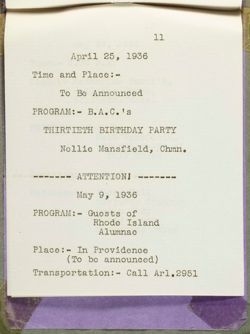 11
April 25, 1936
Time and Place:-
To Be Announced
PROGRAM:- B.A.C.'s
THIRTIETH BIRTHDAY PARTY
Nellie Mansfield, Chmn.
------- ATTENTION! -------
May 9, 1936
PROGRAM:- Guests of
Rhode Island
Alumnae
Place:- In Providence
(To be announced)
Transportation:- Call Arl.2951